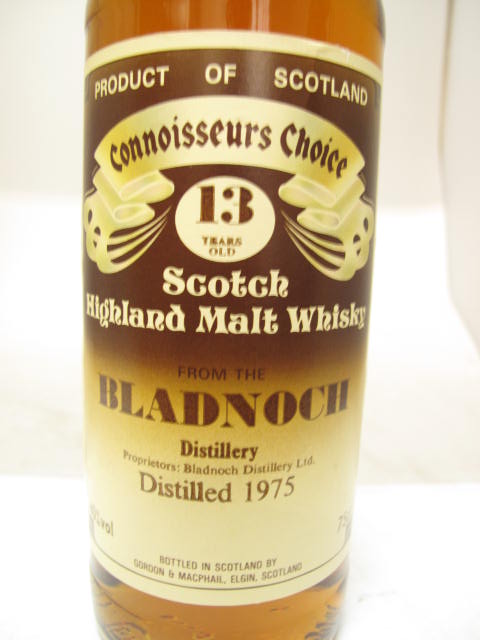 PRODUCT OF SCOTLAND
Connoisseurs Choice
13
YEARS
OLD
Scotch
Highland Malt Whisky
FROM THE
BLADNOCH
Distillery
Proprietors: Bladnoch Distillery Ltd.
Distilled 1975
BOTTLED IN SCOTLAND BY
GORDON & MACPHAIL, ELGIN, SCOTLAND